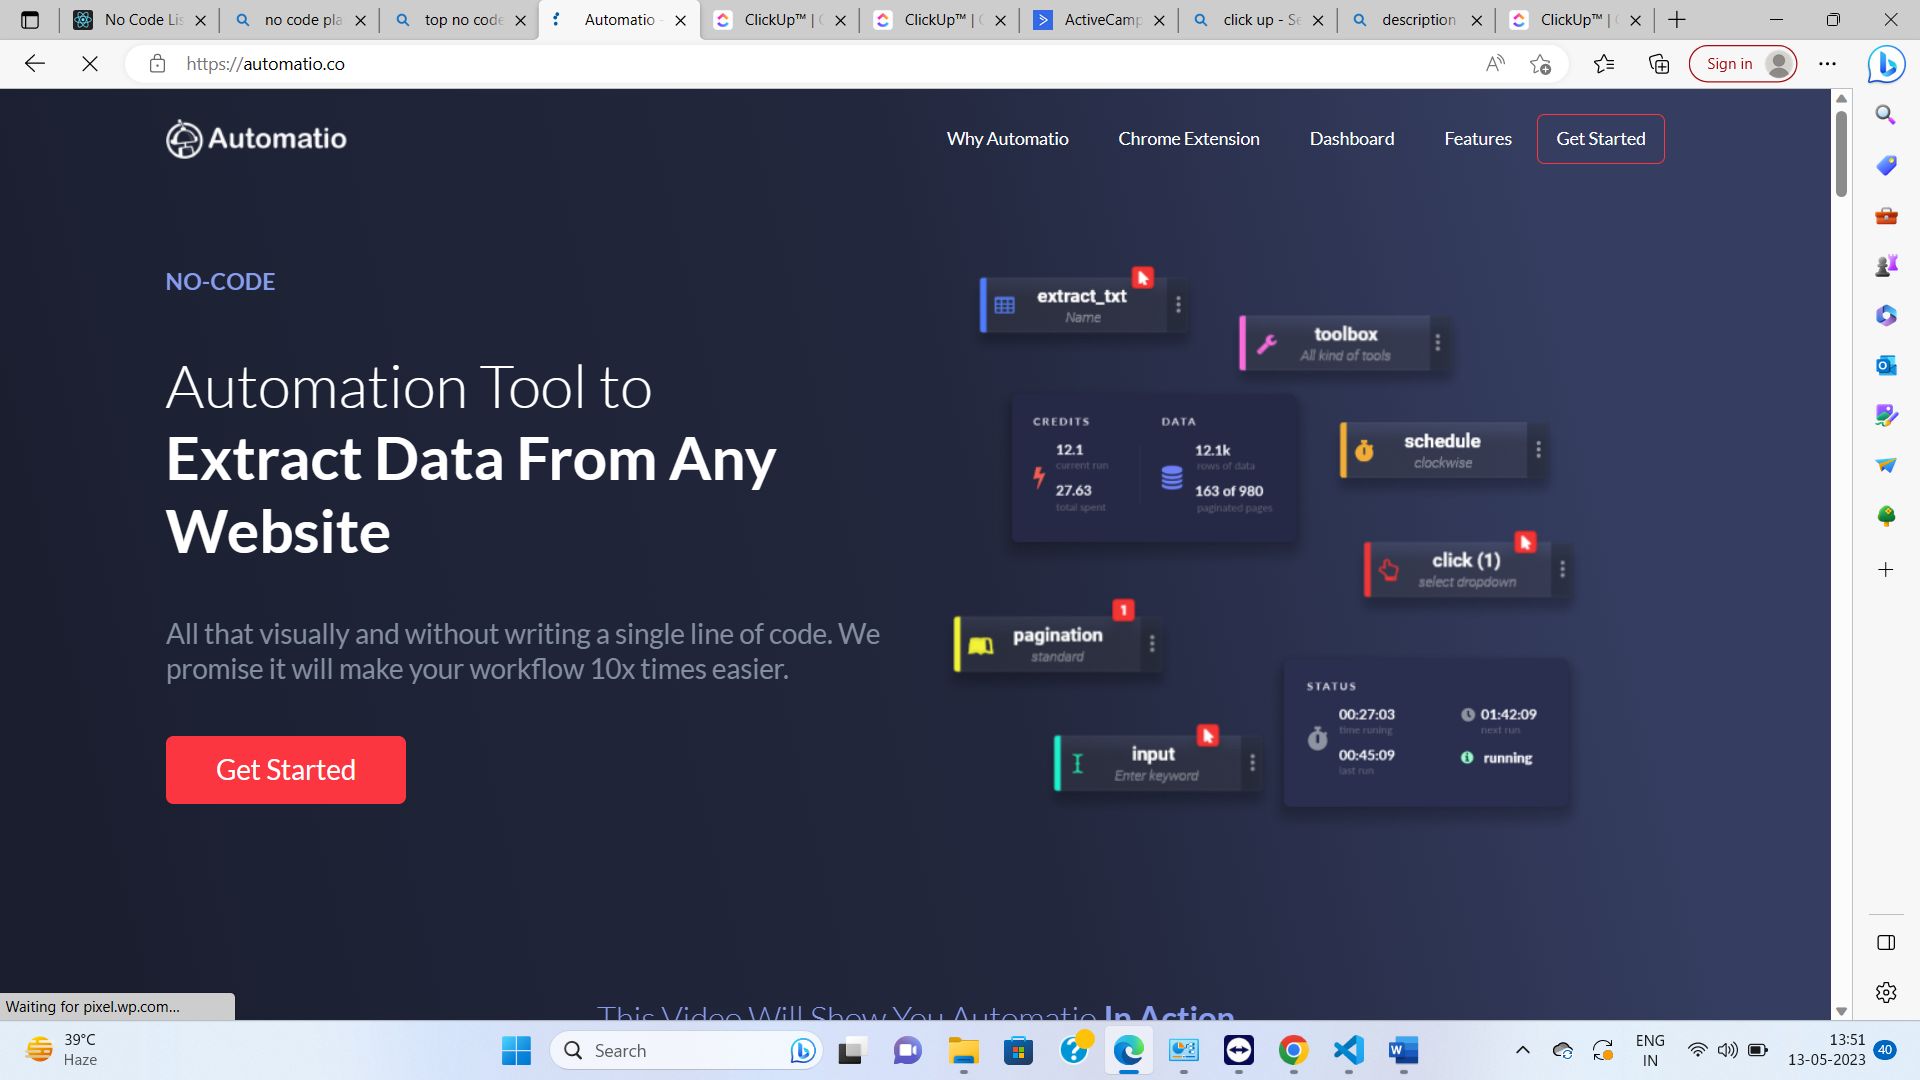 No Code Lis
no code pla
top no code
Automatio -
ClickUp™ | 
ClickUp™ | 
ActiveCamp
click up - Se
description
ClickUp™ | 
https://automatio.co
Sign in
Automatio
Why Automatio
Chrome Extension
Dashboard
Features
Get Started
NO-CODE
Automation Tool to
Extract Data From Any
Website
All that visually and without writing a single line of code. We
promise it will make your workflow 10x times easier.
Get Started
extract_txt
Name
toolbox
All kind of tools
CREDITS
12.1
current run
27.63
total spent
DATA
12.1k
rows of data
163 of 980
paginated pages
schedule
clockwise
click (1)
select dropdown
1
pagination
standard
STATUS
00:27:03
time runing
00:45:09
last run
01:42:09
next run
running
input
Enter keyword
This Video Will Show You Automatio In Action
Waiting for pixel.wp.com...
39°C
Haze
Search
ENG
IN
13:51
13-05-2023
40